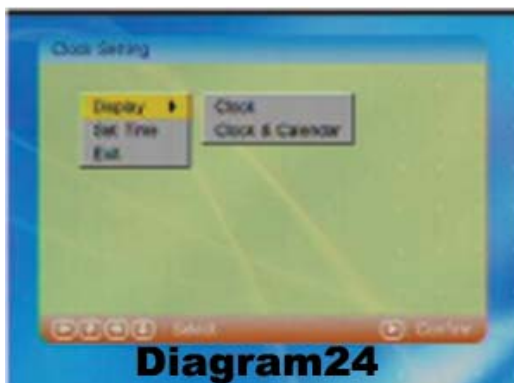 Clock Setting
Display Clock
Set Time Clock & Calendar
Exit
Select Confirm
Diagram24